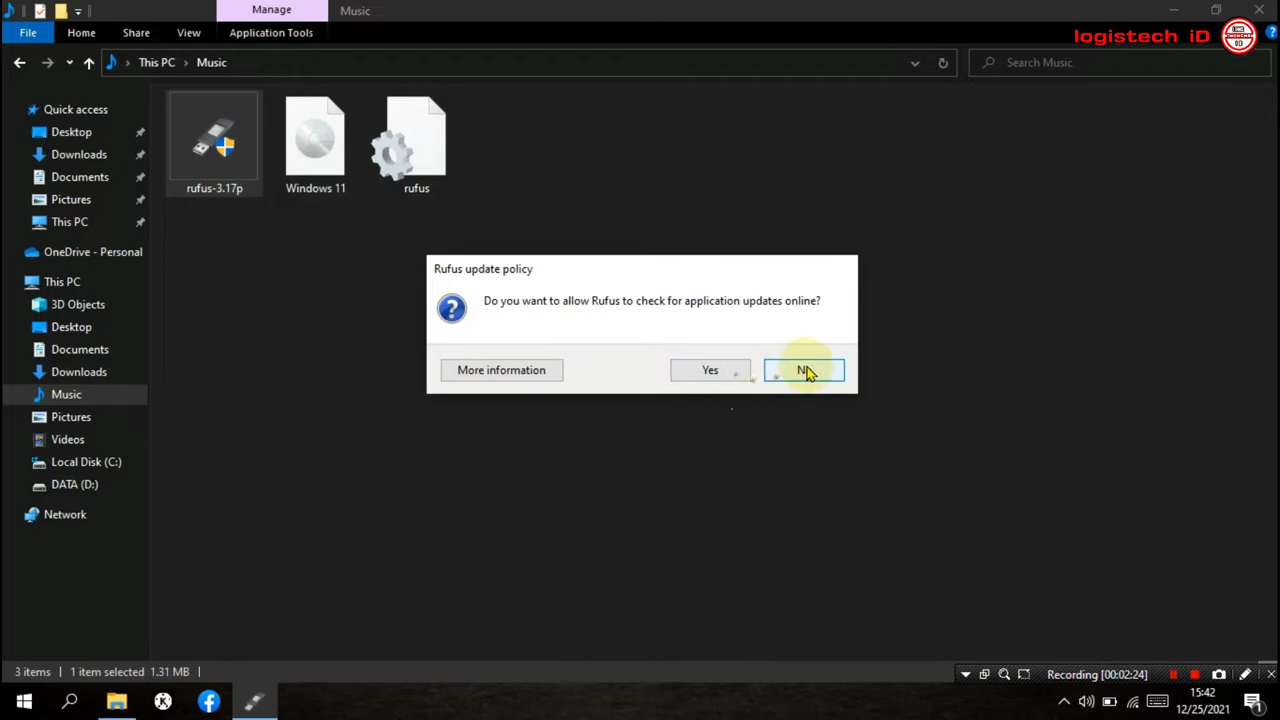 Manage
Music
File
Home
Share
View
Application Tools
logistech iD
This PC
Music
Search Music
Quick access
Desktop
Downloads
Documents
Pictures
This PC
OneDrive - Personal
This PC
3D Objects
Desktop
Documents
Downloads
Music
Pictures
Videos
Local Disk (C:)
DATA (D:)
Network
rufus-3.17p
Windows 11
rufus
Rufus update policy
Do you want to allow Rufus to check for application updates online?
More information
Yes
3 items
1 item selected 1.31 MB
Recording [00:02:24]
15:42
12/25/2021
1